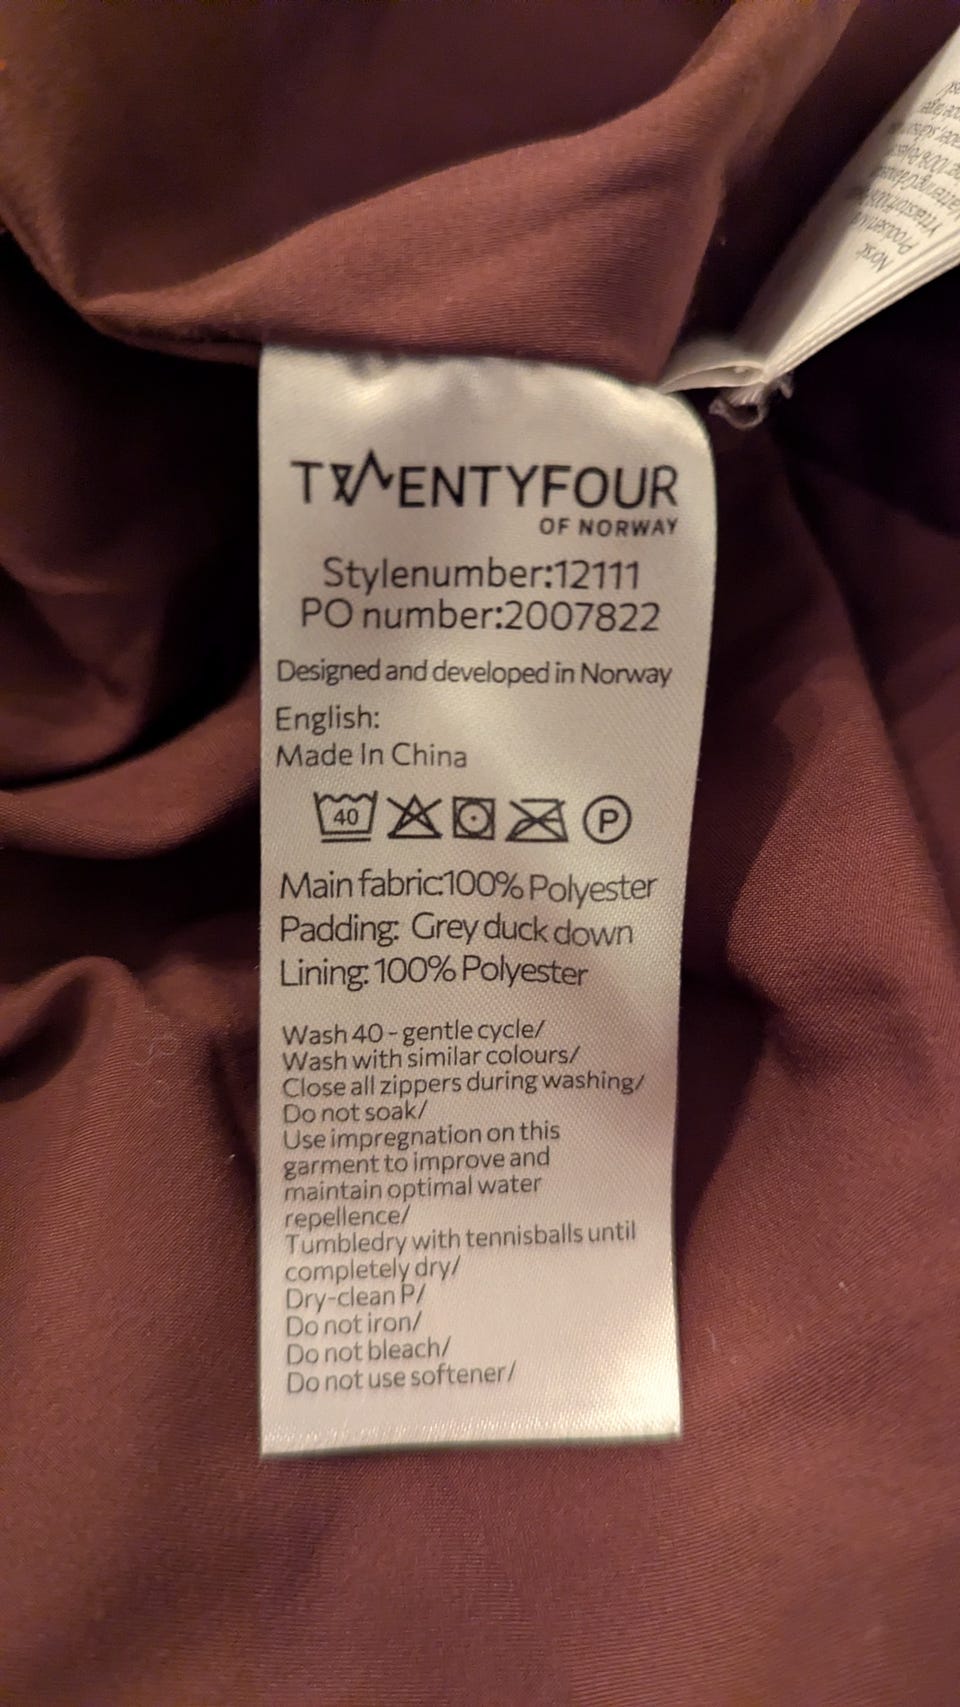 TWENTYFOUR
OF NORWAY
Stylenumber:12111
PO number:2007822
Designed and developed in Norway
English:
Made In China
40 P
Main fabric:100% Polyester
Padding: Grey duck down
Lining: 100% Polyester
Wash 40 - gentle cycle/
Wash with similar colours/
Close all zippers during washing/
Do not soak/
Use impregnation on this
garment to improve and
maintain optimal water
repellence/
Tumbledry with tennisballs until
completely dry/
Dry-clean P/
Do not iron/
Do not bleach/
Do not use softener/
Norsk